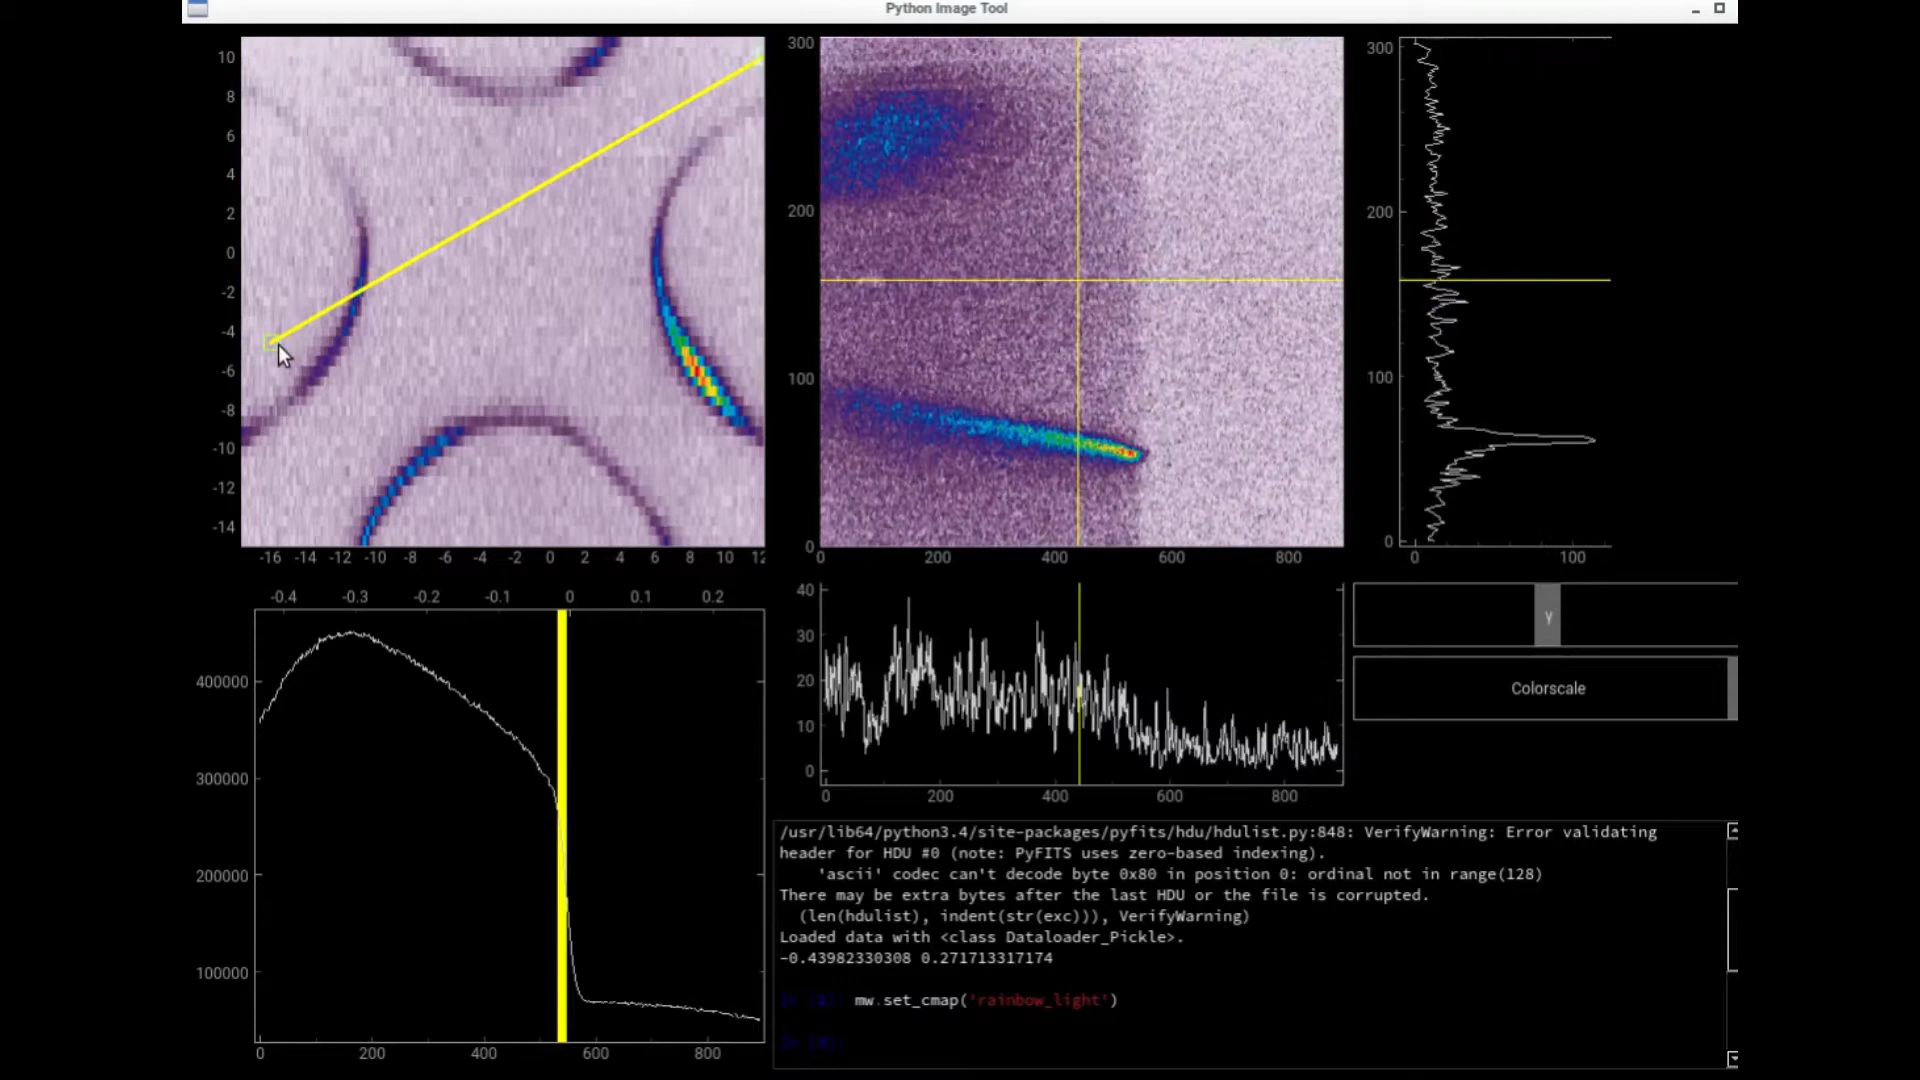 Python Image Tool
10
8
6
4
2
0
-2
-4
-6
-8
-10
-12
-14
-16 -14 -12 -10 -8 -6 -4 -2 0 2 4 6 8 10 12
300
200
100
0
0 200 400 600 800
300
200
100
0
0 100
-0.4 -0.3 -0.2 -0.1 0 0.1 0.2
400000
300000
200000
100000
0 200 400 600 800
40
30
20
10
0
0 200 400 600 800
Y
Colorscale
/usr/lib64/python3.4/site-packages/pyfits/hdu/hdulist.py:848: VerifyWarning: Error validating
header for HDU #0 (note: PyFITS uses zero-based indexing).
'ascii' codec can't decode byte 0x80 in position 0: ordinal not in range(128)
There may be extra bytes after the last HDU or the file is corrupted.
(len(hdulist), indent(str(exc))), VerifyWarning)
Loaded data with <class Dataloader_Pickle>.
-0.43982330308 0.271713317174
mw.set_cmap('rainbow_light')